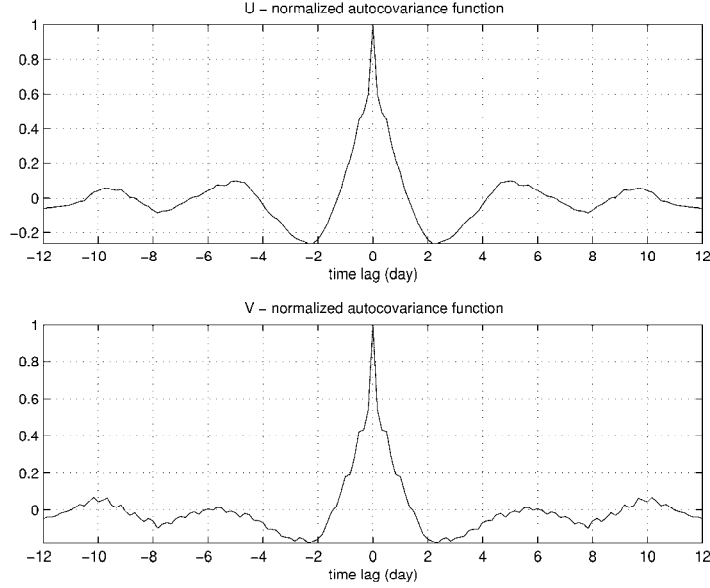 U − normalized autocovariance function
1
0.8
0.6
0.4
0.2
0
−0.2
−12 −10 −8 −6 −4 −2 0 2 4 6 8 10 12
time lag (day)
V − normalized autocovariance function
1
0.8
0.6
0.4
0.2
0
−12 −10 −8 −6 −4 −2 0 2 4 6 8 10 12
time lag (day)